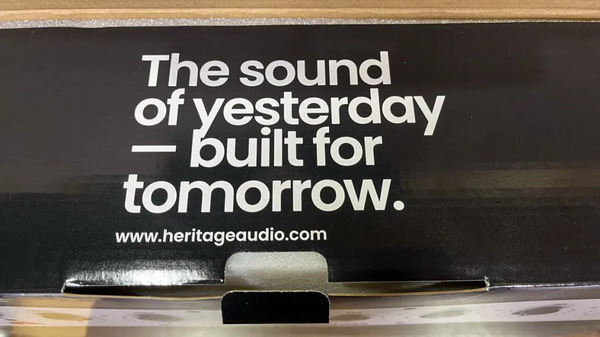 The sound
of yesterday
— built for
tomorrow.
www.heritageaudio.com